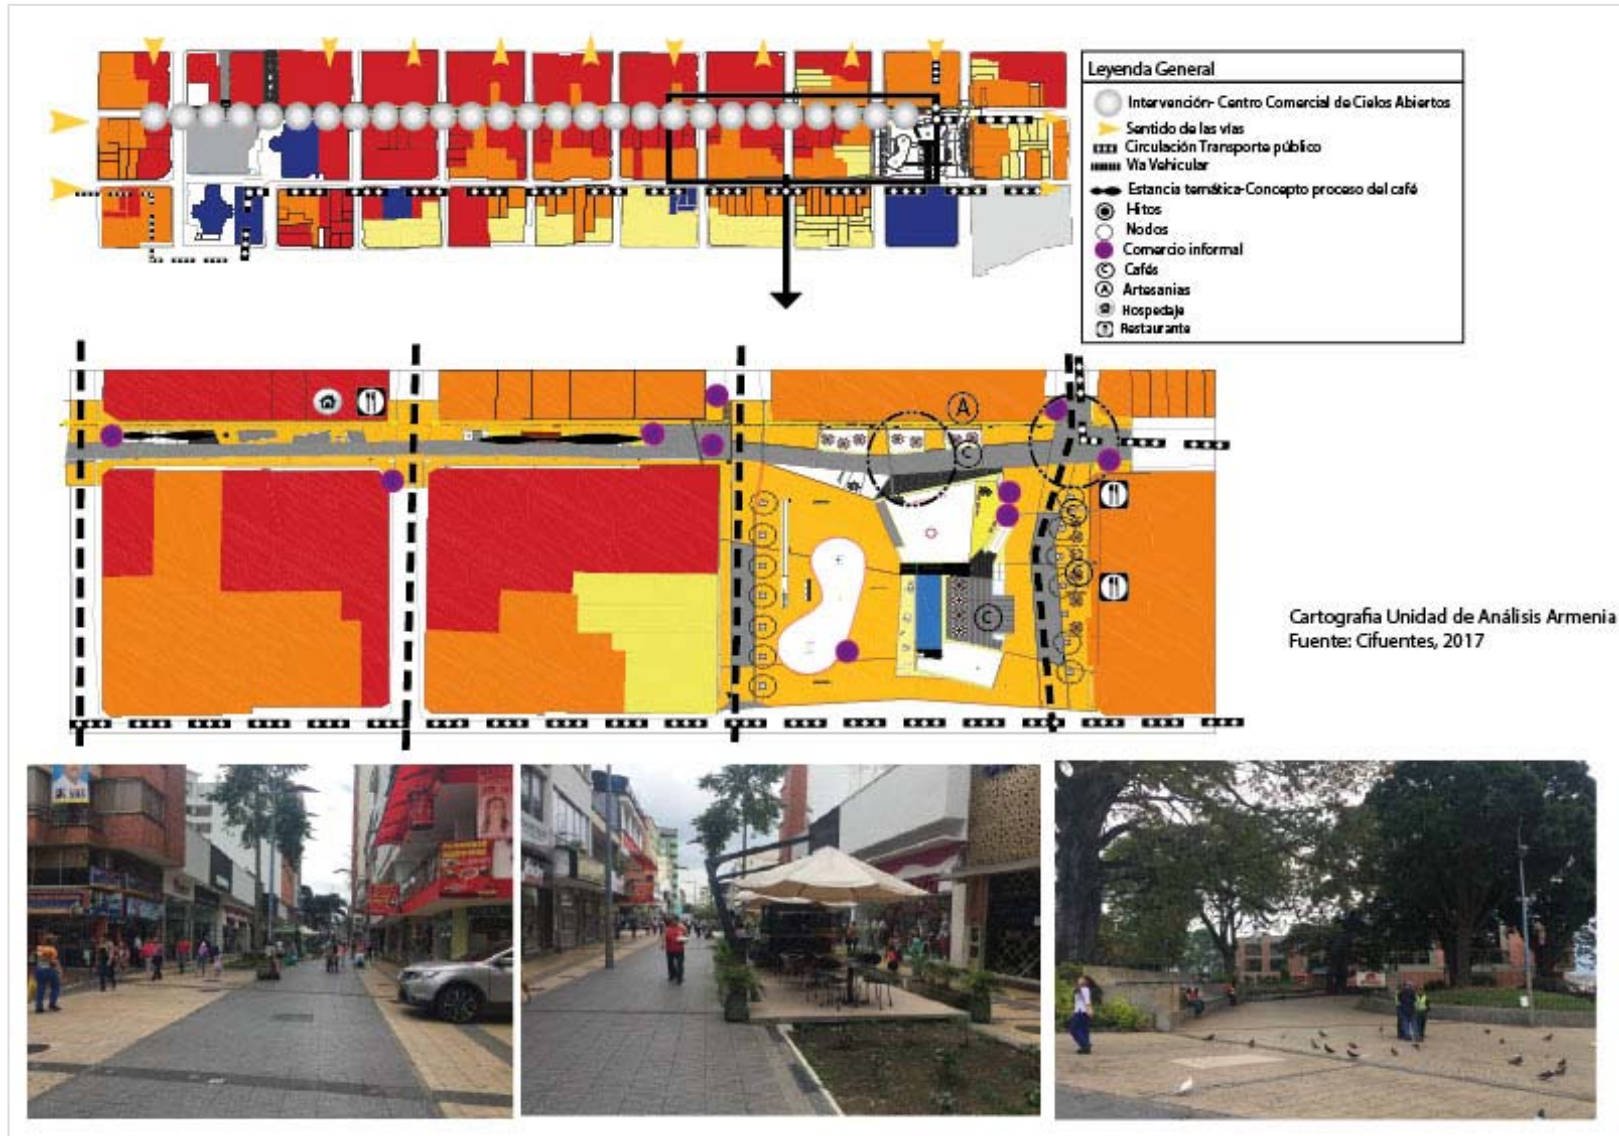 Leyenda General
Intervención- Centro Comercial de Cielos Abiertos
Sentido de las vías
Circulación Transporte público
Vía Vehicular
Estancia temática-Concepto proceso del café
Hitos
Nodos
Comercio informal
C Cafés
A Artesanias
Hospedaje
Restaurante
A
C
C
C
C
Cartografia Unidad de Análisis Armenia
Fuente: Cifuentes, 2017